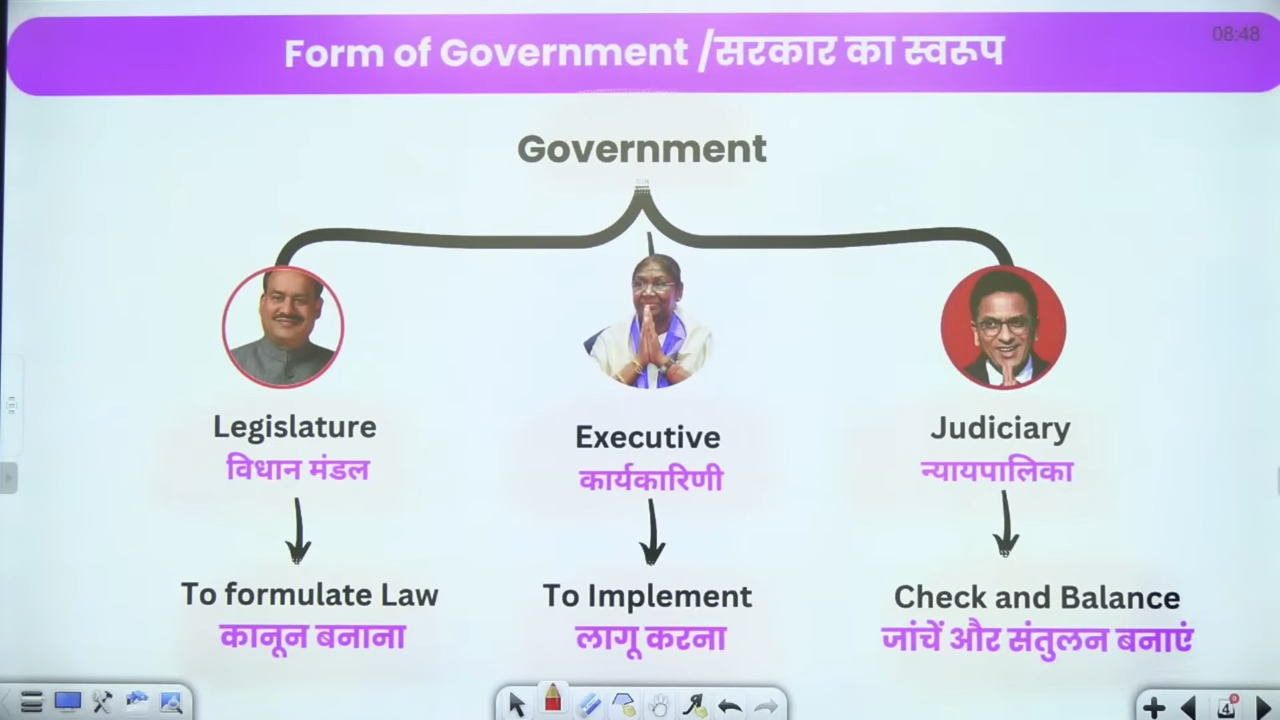 Form of Government /सरकार का स्वरूप
08:48
Government
Legislature
विधान मंडल
Executive
कार्यकारिणी
Judiciary
न्यायपालिका
To formulate Law
कानून बनाना
To Implement
लागू करना
Check and Balance
जांचें और संतुलन बनाएं
4